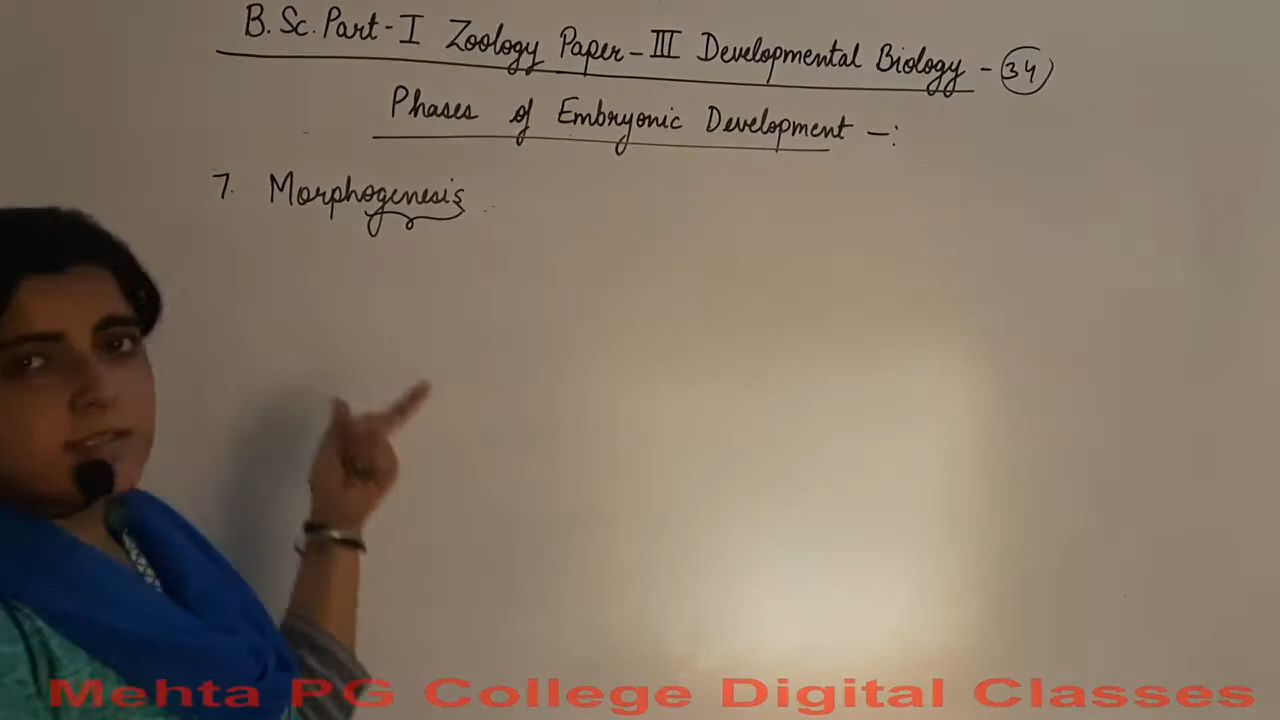 B.Sc. Part-I Zoology Paper-III Developmental Biology - 34
Phases of Embryonic Development -:
7. Morphogenesis
Mehta PG College Digital Classes